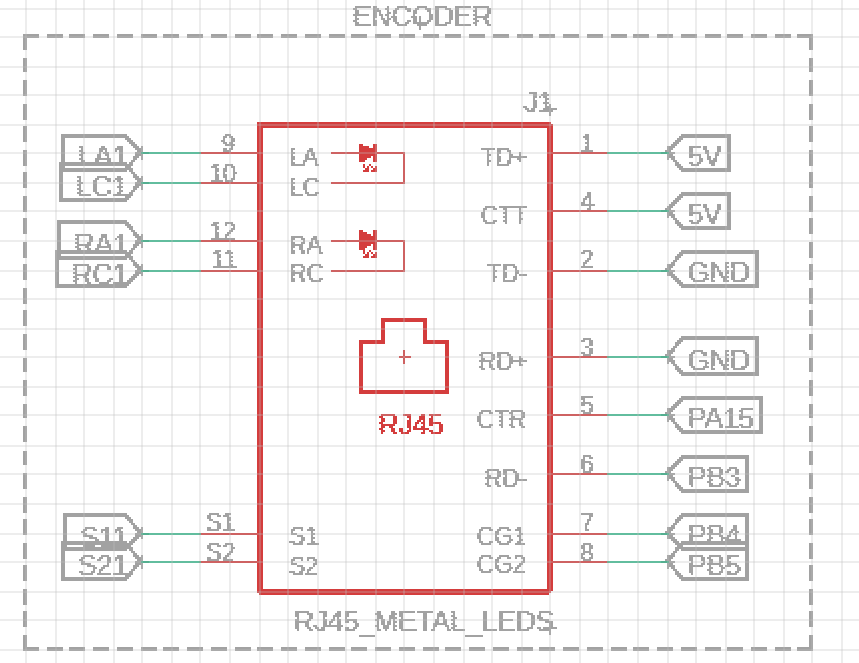 ENCODER
J1
LA1 9 LA TD+ 1 5V
LC1 10 LC
CTT 4 5V
RA1 12 RA
RC1 11 RC TD- 2 GND
RD+ 3 GND
RJ45 CTR 5 PA15
RD- 6 PB3
S11 S1 S1 CG1 7 PB4
S21 S2 S2 CG2 8 PB5
RJ45_METAL_LEDS